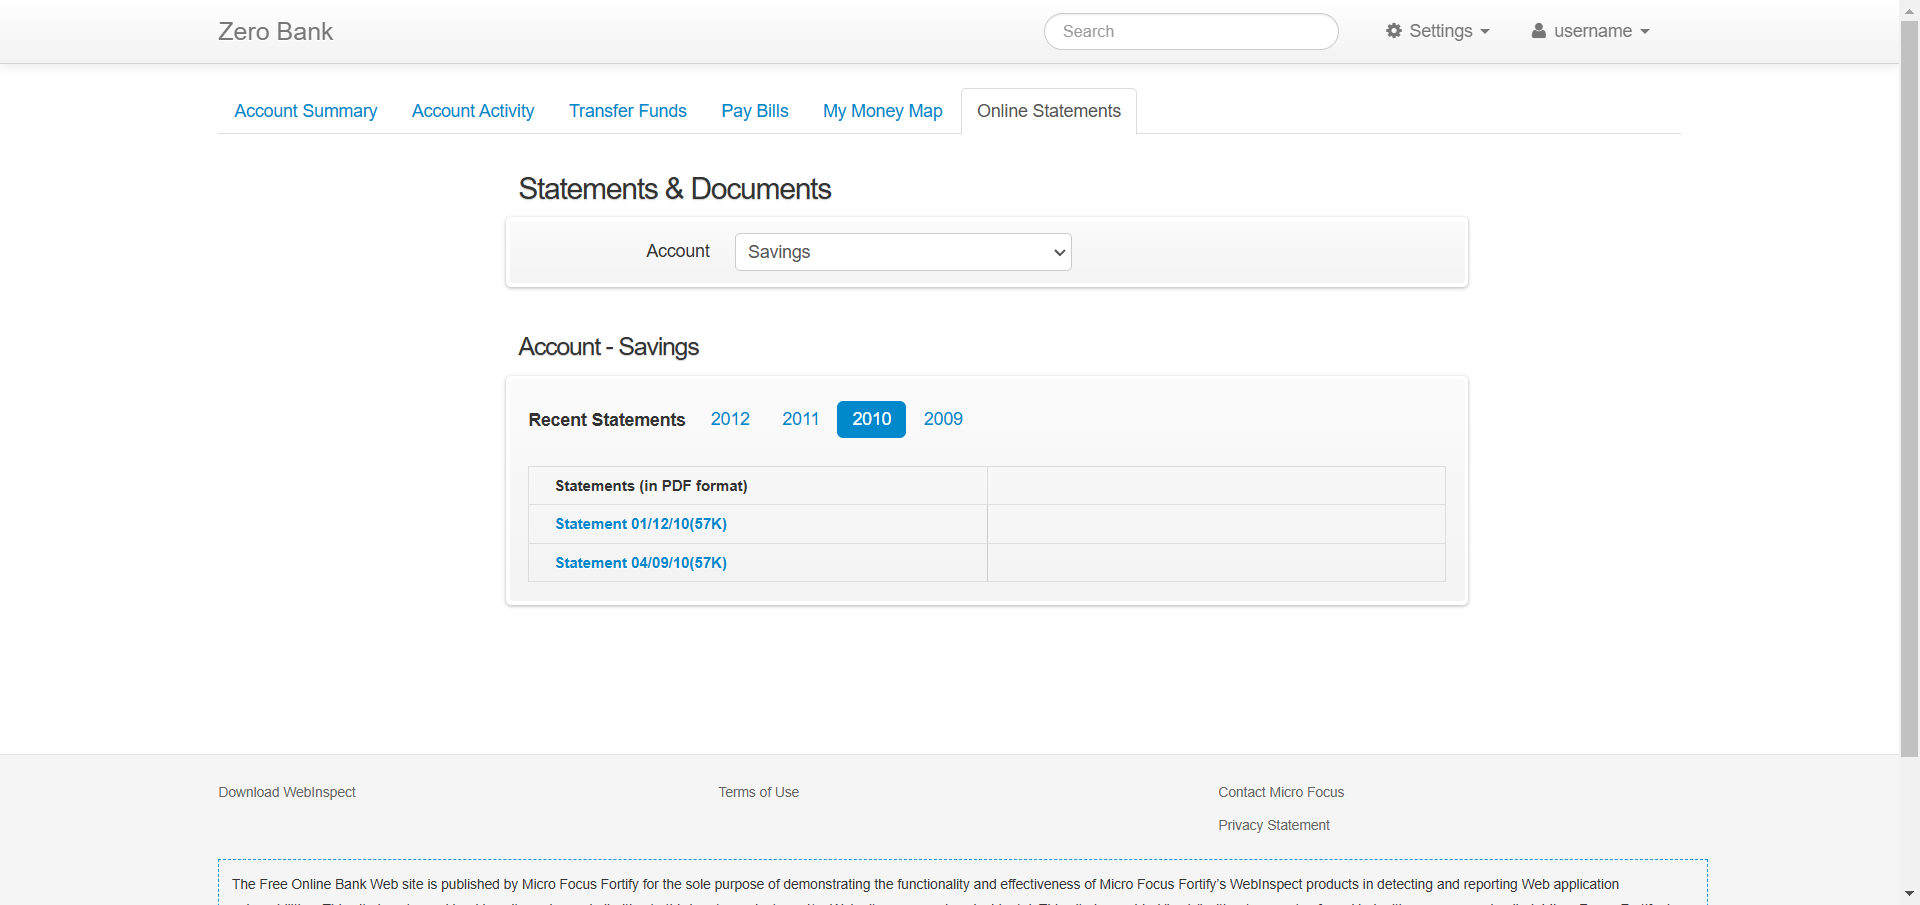 Zero Bank
Search
Settings
username
Account Summary
Account Activity
Transfer Funds
Pay Bills
My Money Map
Online Statements
Statements & Documents
Account
Savings
Account - Savings
Recent Statements
2012
2011
2010
2009
Statements (in PDF format)
Statement 01/12/10(57K)
Statement 04/09/10(57K)
Download WebInspect
Terms of Use
Contact Micro Focus
Privacy Statement
The Free Online Bank Web site is published by Micro Focus Fortify for the sole purpose of demonstrating the functionality and effectiveness of Micro Focus Fortify's WebInspect products in detecting and reporting Web application